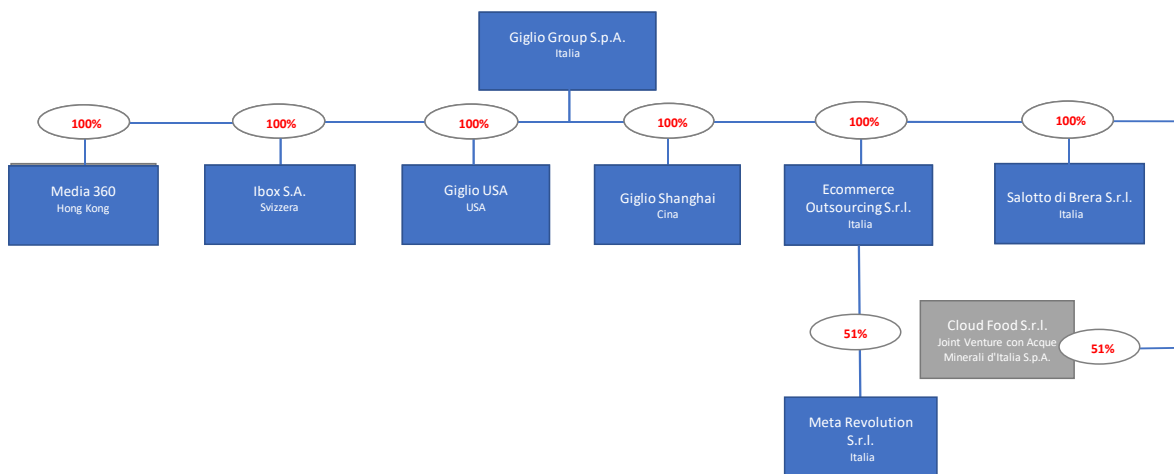 Giglio Group S.p.A.
Italia
100%
100%
100%
100%
100%
100%
Media 360
Hong Kong
Ibox S.A.
Svizzera
Giglio USA
USA
Giglio Shanghai
Cina
Ecommerce
Outsourcing S.r.l.
Italia
Salotto di Brera S.r.l.
Italia
51%
Cloud Food S.r.l.
Joint Venture con Acque
Minerali d'Italia S.p.A.
51%
Meta Revolution
S.r.l.
Italia